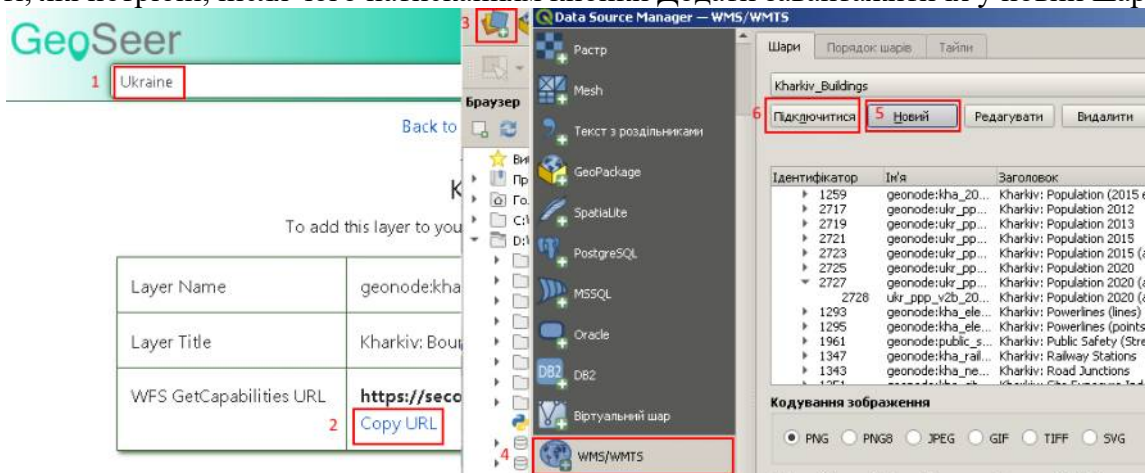 GeoSeer
1 Ukraine
Back to
To add this layer to you
Layer Name geonode:kha
Layer Title Kharkiv: Bour
WFS GetCapabilities URL https://seco
2 Copy URL
3
Браузер
C:\
D:\
4
Data Source Manager — WMS/WMTS
Растр
Mesh
Текст з роздільниками
GeoPackage
SpatiaLite
PostgreSQL
MSSQL
Oracle
DB2
Віртуальний шар
WMS/WMTS
Шари Порядок шарів Тайли
Kharkiv_Buildings
6 Підключитися 5 Новий Редагувати Видалити
Ідентифікатор Ім'я Заголовок
1259 geonode:kha_20... Kharkiv: Population (2015 e
2717 geonode:ukr_pp... Kharkiv: Population 2012
2719 geonode:ukr_pp... Kharkiv: Population 2013
2721 geonode:ukr_pp... Kharkiv: Population 2015
2723 geonode:ukr_pp... Kharkiv: Population 2015 (a
2725 geonode:ukr_pp... Kharkiv: Population 2020
2727 geonode:ukr_pp... Kharkiv: Population 2020 (a
2728 ukr_ppp_v2b_20... Kharkiv: Population 2020 (a
1293 geonode:kha_ele... Kharkiv: Powerlines (lines)
1295 geonode:kha_ele... Kharkiv: Powerlines (points
1961 geonode:public_s... Kharkiv: Public Safety (Stre
1347 geonode:kha_rail... Kharkiv: Railway Stations
1343 geonode:kha_ne... Kharkiv: Road Junctions
Кодування зображення
PNG PNG8 JPEG GIF TIFF SVG